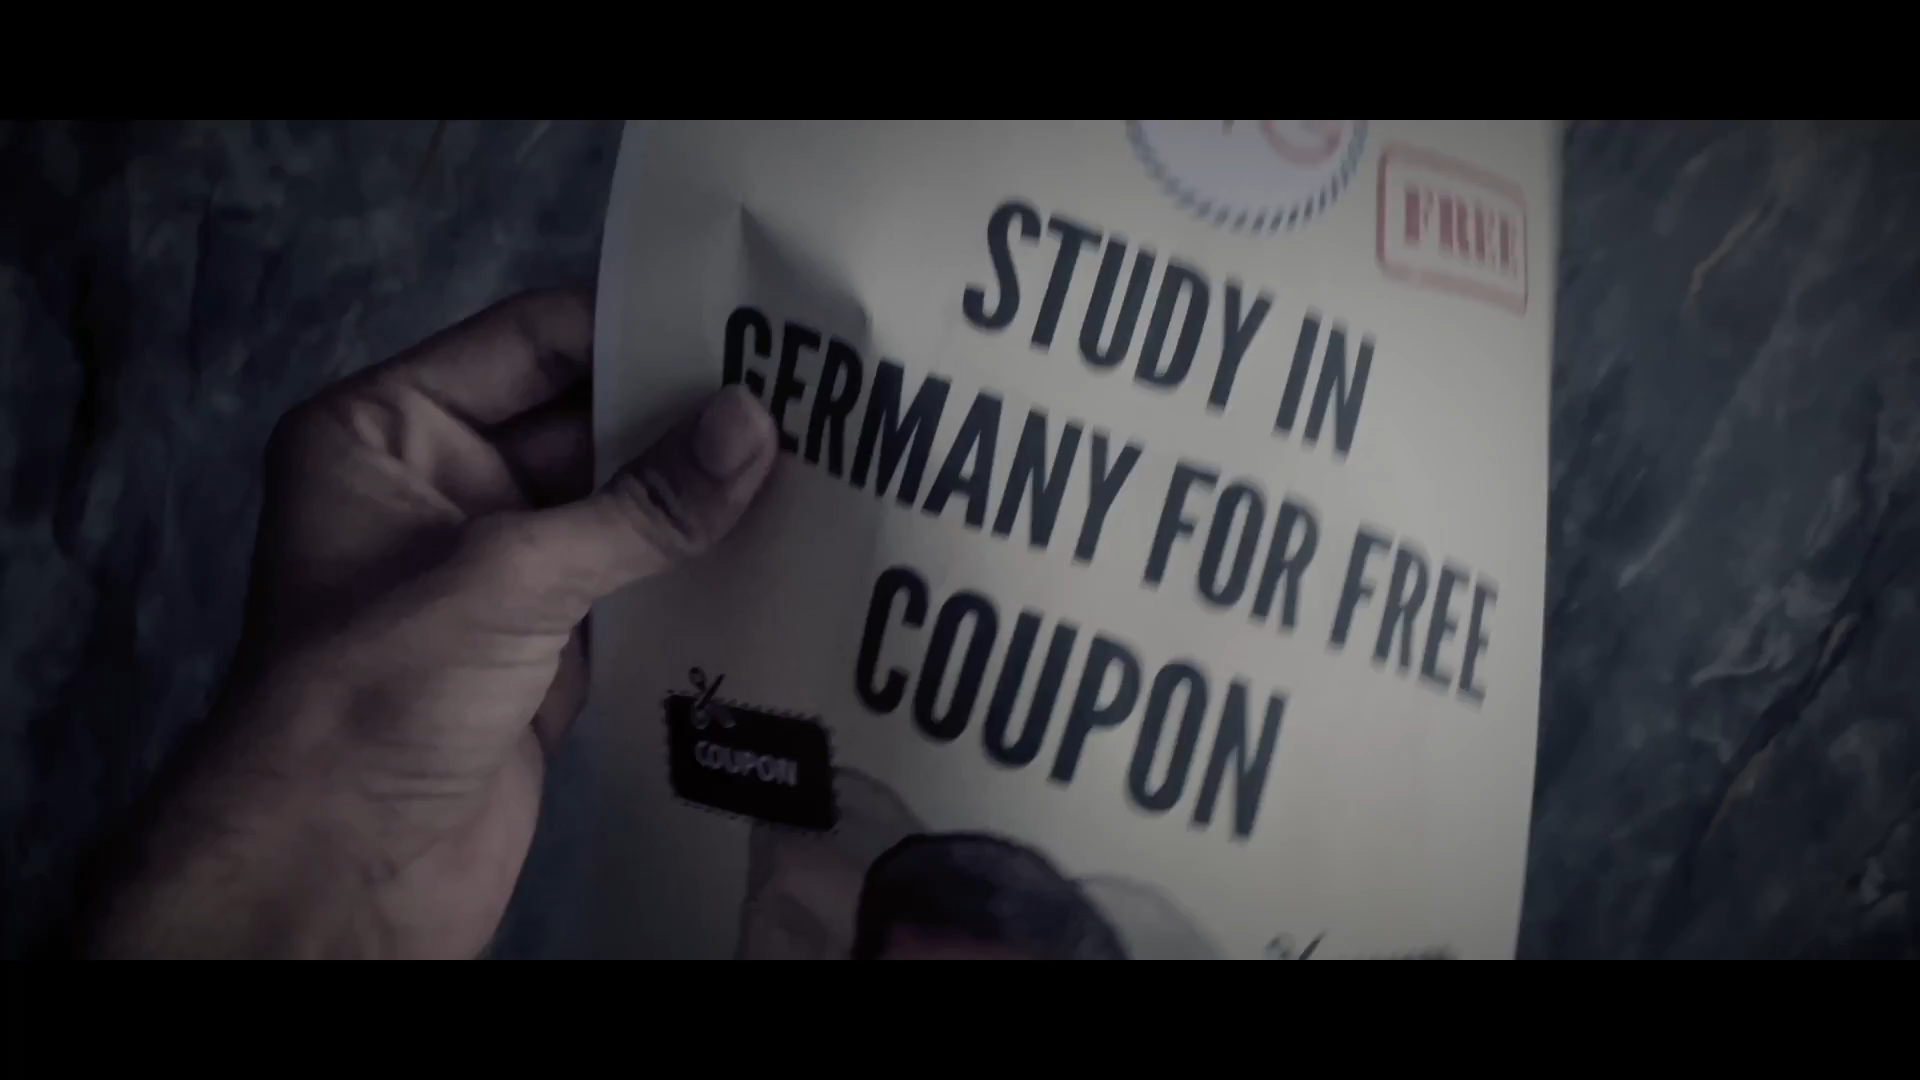 FREE
STUDY IN
GERMANY FOR FREE
COUPON
COUPON